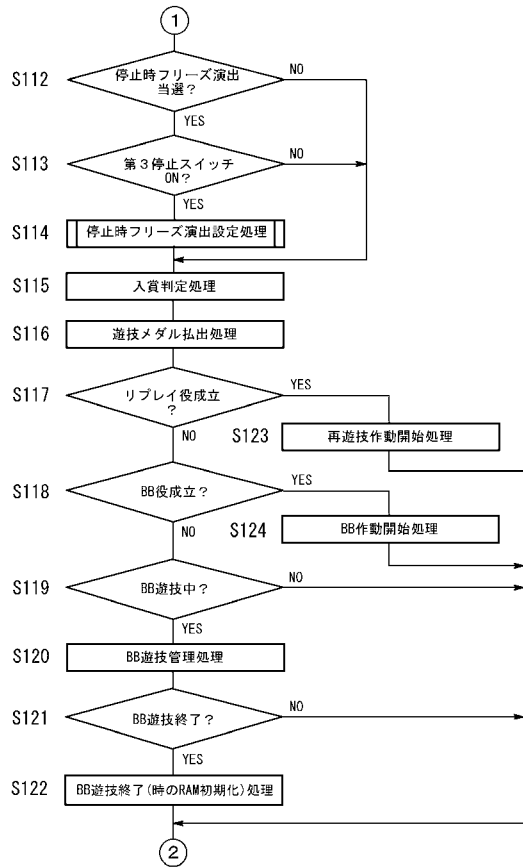 1
S112
停止時フリーズ演出
当選？
NO
YES
S113
第３停止スイッチ
ON？
NO
YES
S114
停止時フリーズ演出設定処理
S115
入賞判定処理
S116
遊技メダル払出処理
S117
リプレイ役成立
？
YES
NO
S123
再遊技作動開始処理
S118
BB役成立？
YES
NO
S124
BB作動開始処理
S119
BB遊技中？
NO
YES
S120
BB遊技管理処理
S121
BB遊技終了？
NO
YES
S122
BB遊技終了(時のRAM初期化)処理
2